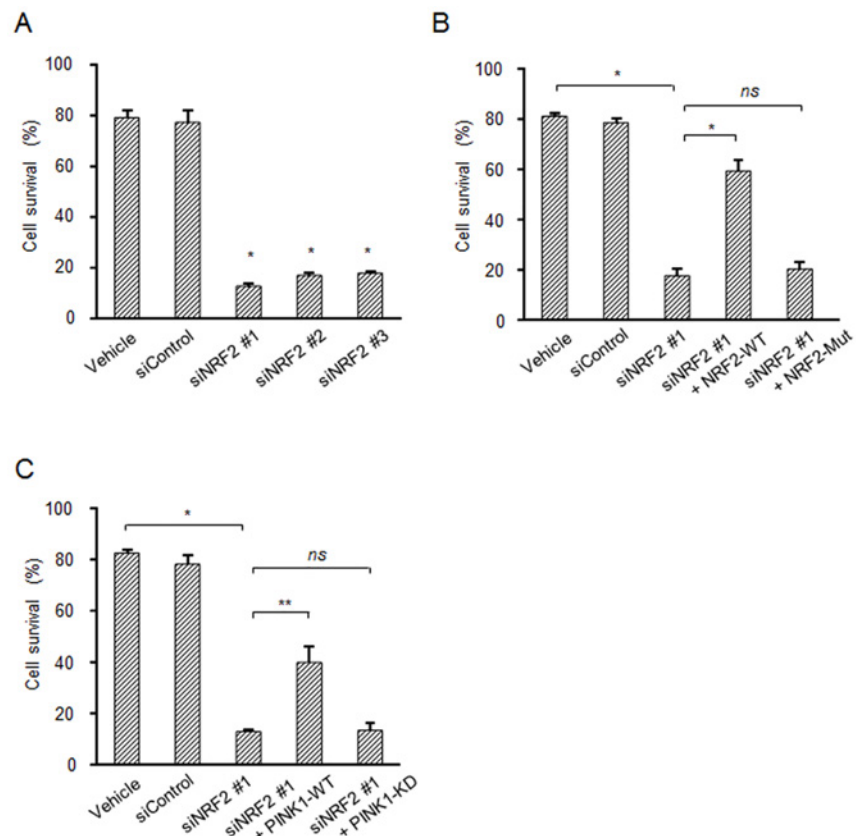 A
Cell survival (%)
100
80
60
40
20
0
*
*
*
Vehicle
siControl
siNRF2 #1
siNRF2 #2
siNRF2 #3
B
Cell survival (%)
100
80
60
40
20
0
*
ns
*
Vehicle
siControl
siNRF2 #1
siNRF2 #1
+ NRF2-WT
siNRF2 #1
+ NRF2-Mut
C
Cell survival (%)
100
80
60
40
20
0
*
ns
**
Vehicle
siControl
siNRF2 #1
siNRF2 #1
+ PINK1-WT
siNRF2 #1
+ PINK1-KD